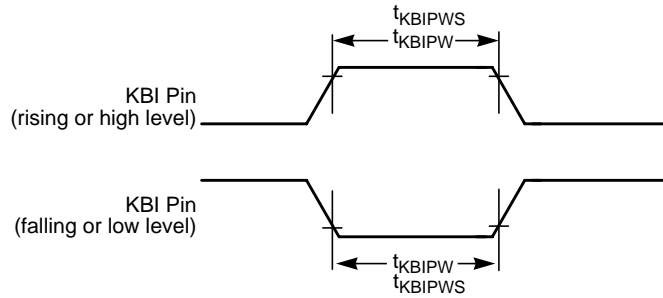 tKBIPWS
tKBIPW
KBI Pin
(rising or high level)
KBI Pin
(falling or low level)
tKBIPW
tKBIPWS